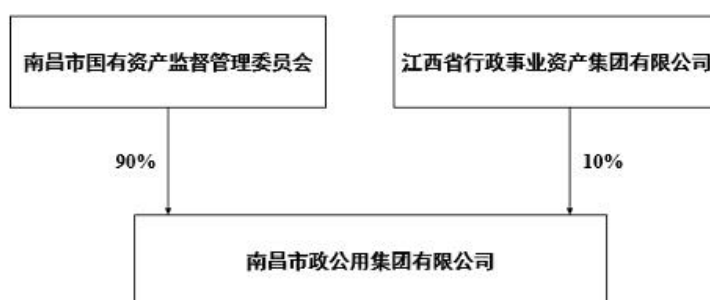 南昌市国有资产监督管理委员会
江西省行政事业资产集团有限公司
90%
10%
南昌市政公用集团有限公司